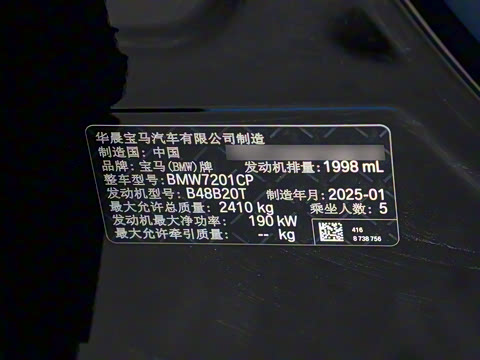 华晨宝马汽车有限公司制造
制造国: 中国
品牌: 宝马(BMW)牌 发动机排量: 1998 mL
整车型号: BMW7201CP
发动机型号: B48B20T 制造年月: 2025-01
最大允许总质量: 2410 kg 乘坐人数: 5
发动机最大净功率: 190 kW
最大允许牵引质量: -- kg
416
8 738 756